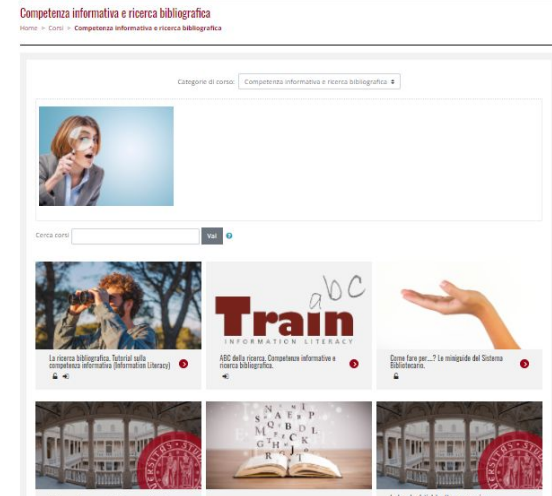 Competenza informativa e ricerca bibliografica
Home > Corsi > Competenza informativa e ricerca bibliografica
Categorie di corso: Competenza informativa e ricerca bibliografica
Cerca corsi Vai
abc
Train
INFORMATION LITERACY
La ricerca bibliografica. Tutorial sulla
competenza informativa (Information Literacy)
ABC della ricerca. Competenze informative e
ricerca bibliografica.
Come fare per....? Le miniguide del Sistema
Bibliotecario.